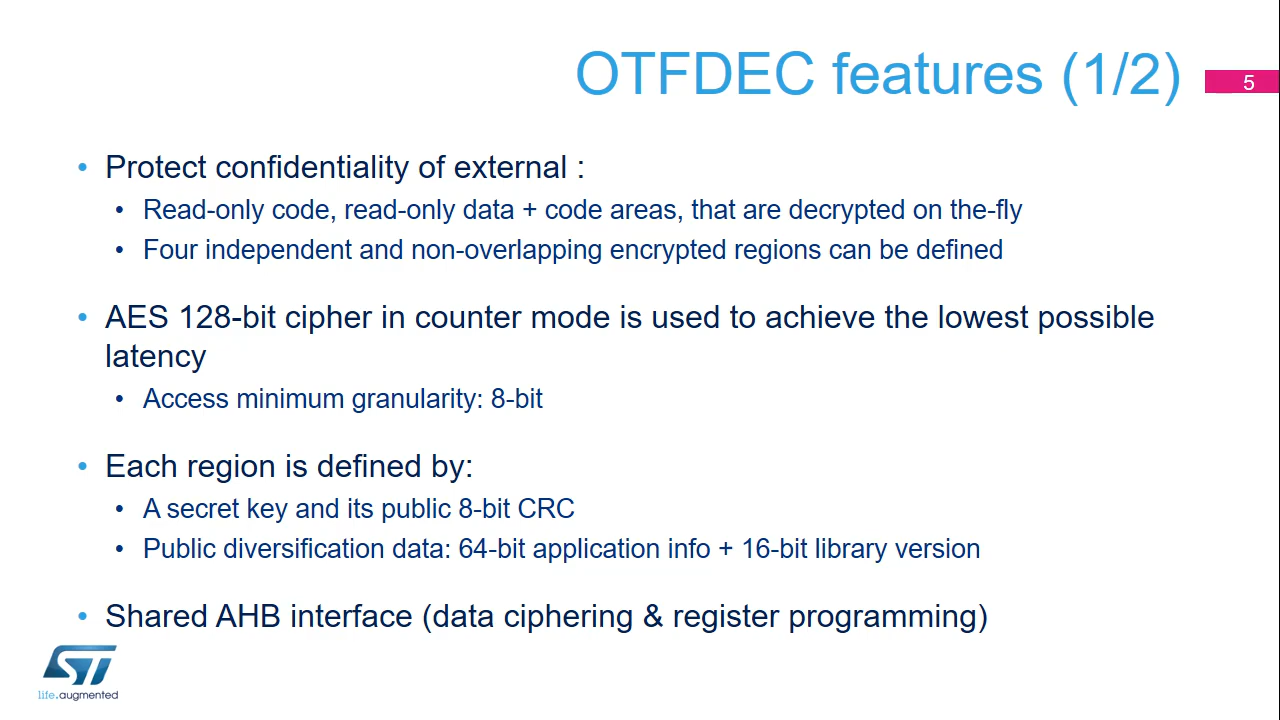 OTFDEC features (1/2)
5
• Protect confidentiality of external :
• Read-only code, read-only data + code areas, that are decrypted on the-fly
• Four independent and non-overlapping encrypted regions can be defined
• AES 128-bit cipher in counter mode is used to achieve the lowest possible
latency
• Access minimum granularity: 8-bit
• Each region is defined by:
• A secret key and its public 8-bit CRC
• Public diversification data: 64-bit application info + 16-bit library version
• Shared AHB interface (data ciphering & register programming)
ST
life.augmented